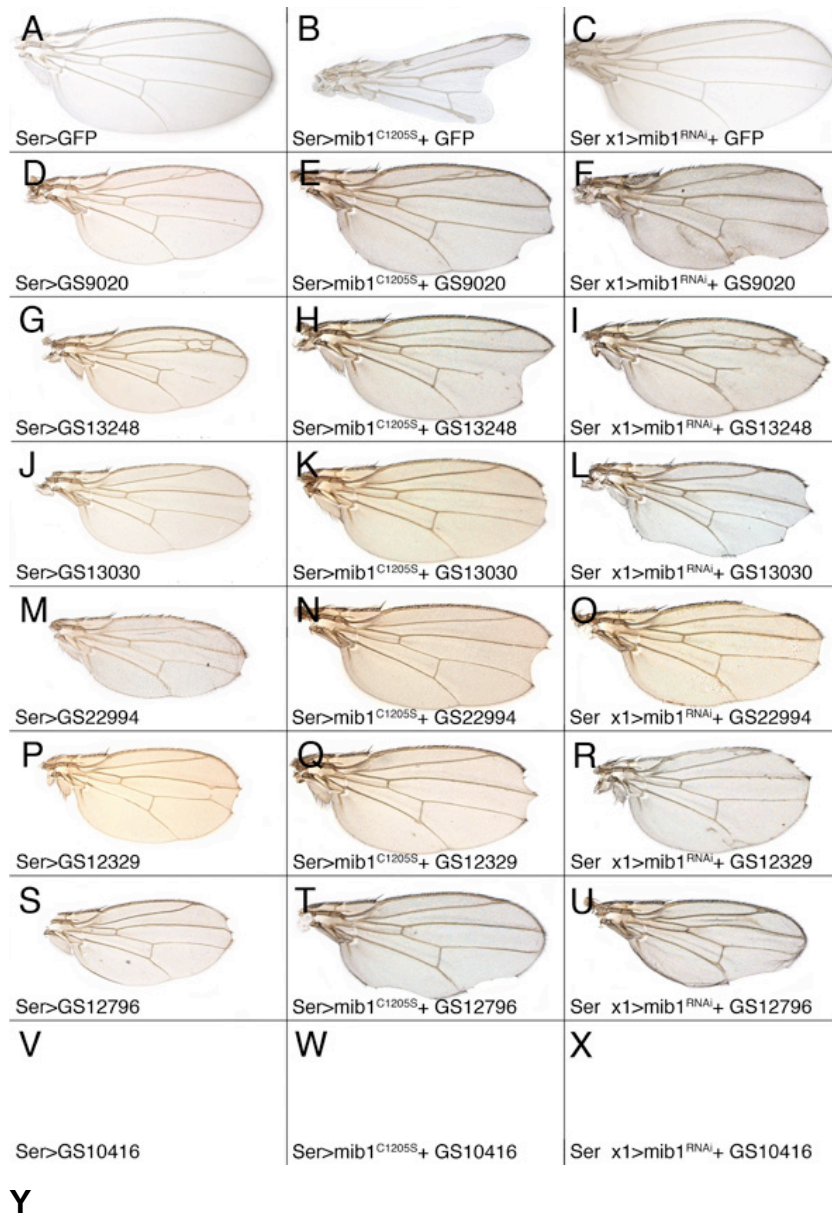 A B C
Ser>GFP Ser>mib1C1205S+ GFP Ser x1>mib1RNAi+ GFP
D E F
Ser>GS9020 Ser>mib1C1205S+ GS9020 Ser x1>mib1RNAi+ GS9020
G H I
Ser>GS13248 Ser>mib1C1205S+ GS13248 Ser x1>mib1RNAi+ GS13248
J K L
Ser>GS13030 Ser>mib1C1205S+ GS13030 Ser x1>mib1RNAi+ GS13030
M N O
Ser>GS22994 Ser>mib1C1205S+ GS22994 Ser x1>mib1RNAi+ GS22994
P Q R
Ser>GS12329 Ser>mib1C1205S+ GS12329 Ser x1>mib1RNAi+ GS12329
S T U
Ser>GS12796 Ser>mib1C1205S+ GS12796 Ser x1>mib1RNAi+ GS12796
V W X
Ser>GS10416 Ser>mib1C1205S+ GS10416 Ser x1>mib1RNAi+ GS10416
Y